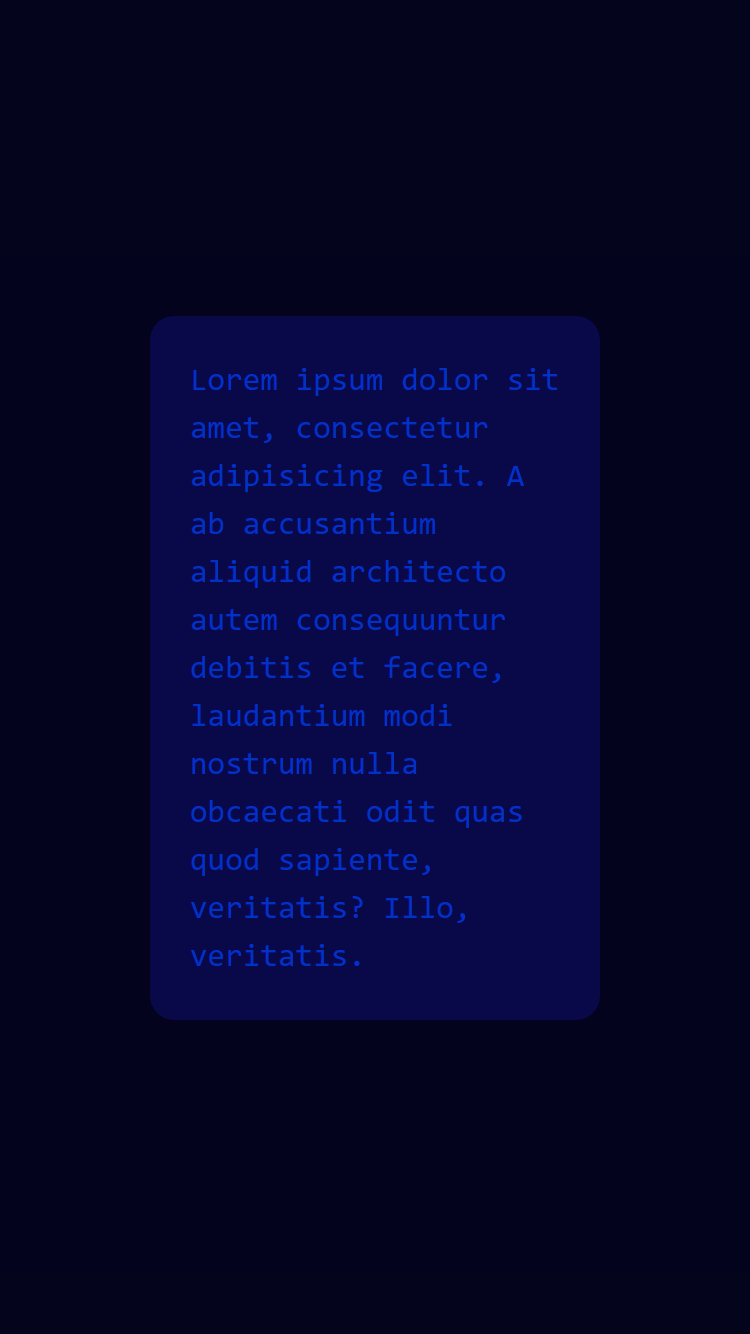 Lorem ipsum dolor sit
amet, consectetur
adipisicing elit. A
ab accusantium
aliquid architecto
autem consequuntur
debitis et facere,
laudantium modi
nostrum nulla
obcaecati odit quas
quod sapiente,
veritatis? Illo,
veritatis.